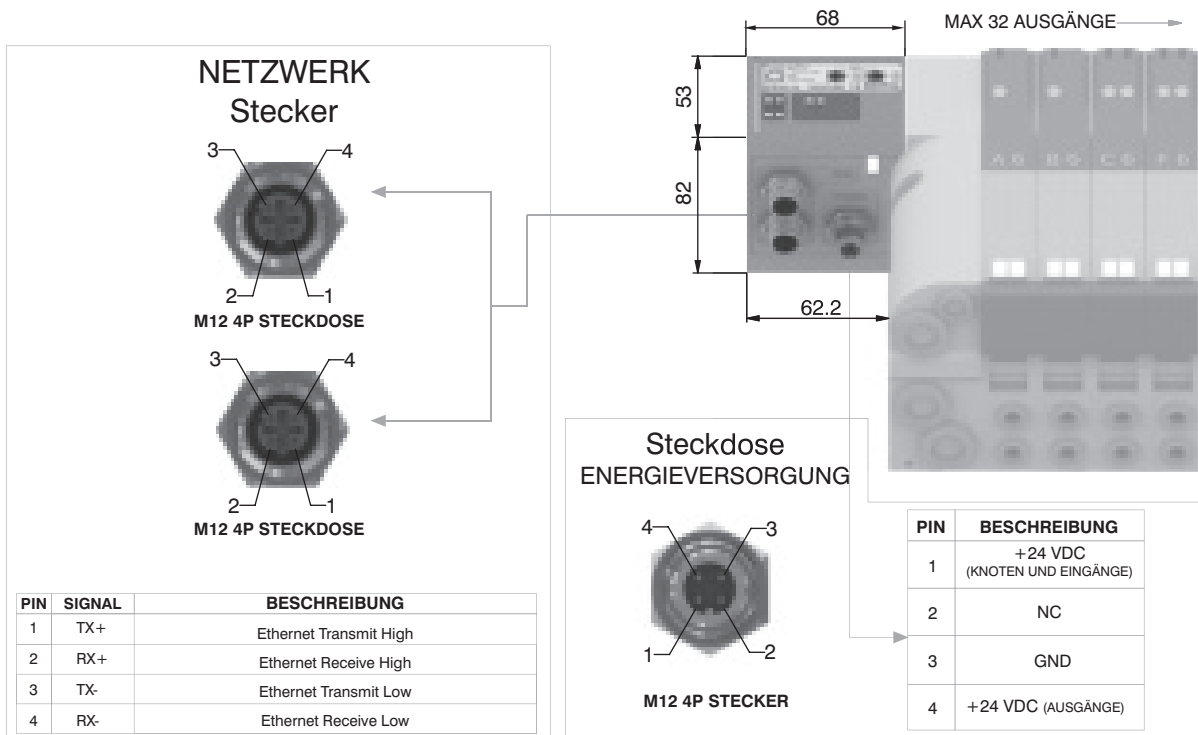 68
MAX 32 AUSGÄNGE
53
82
62.2
NETZWERK
Stecker
3
4
2
1
M12 4P STECKDOSE
3
4
2
1
M12 4P STECKDOSE
PIN SIGNAL BESCHREIBUNG
1 TX+ Ethernet Transmit High
2 RX+ Ethernet Receive High
3 TX- Ethernet Transmit Low
4 RX- Ethernet Receive Low
Steckdose
ENERGIEVERSORGUNG
4
3
1
2
M12 4P STECKER
PIN BESCHREIBUNG
1 +24 VDC
(KNOTEN UND EINGÄNGE)
2 NC
3 GND
4 +24 VDC (AUSGÄNGE)